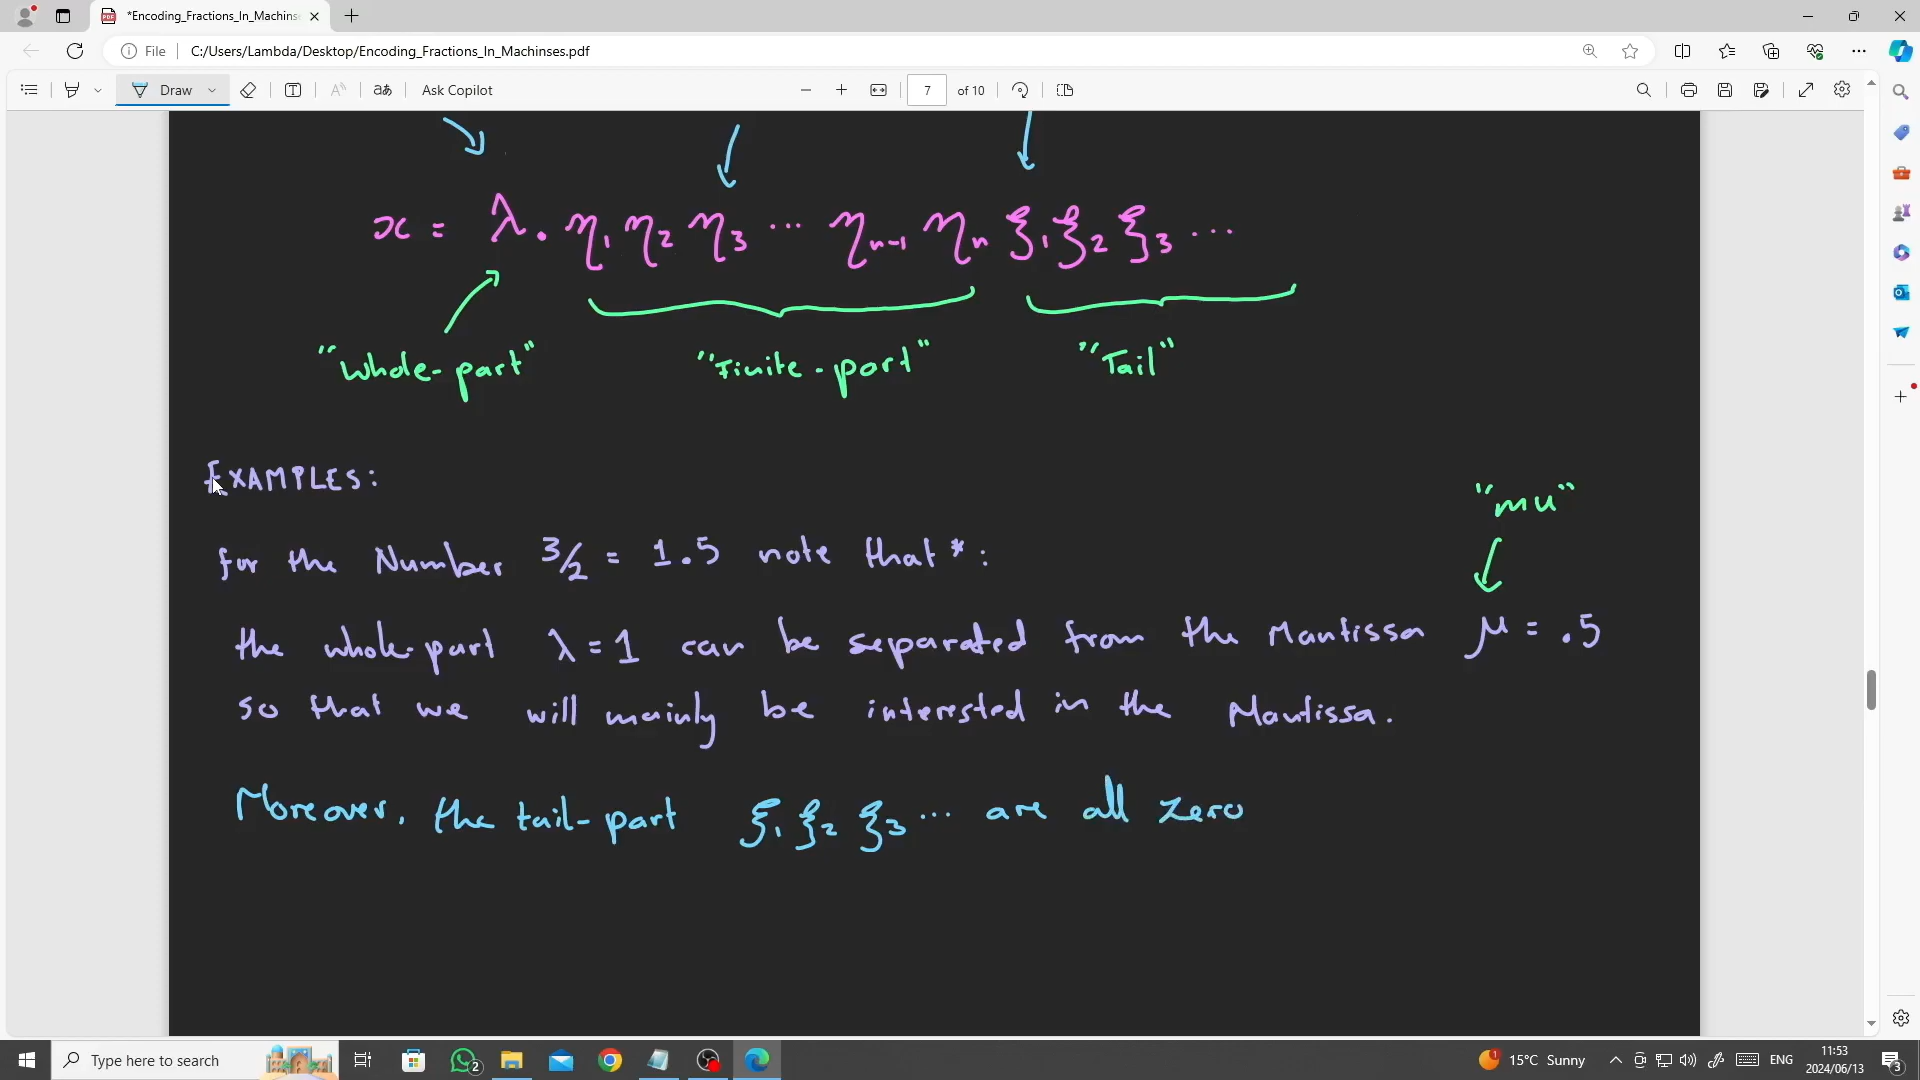 *Encoding_Fractions_In_Machins
File C:/Users/Lambda/Desktop/Encoding_Fractions_In_Machinses.pdf
Draw Ask Copilot 7 of 10
x = λ. η₁ η₂ η₃ ... ηₙ₋₁ ηₙ ξ₁ ξ₂ ξ₃ ...
"Whole-part" "Finite-part" "Tail"
EXAMPLES:
"mu"
for the Number 3/2 = 1.5 note that *:
the whole-part λ = 1 can be separated from the Mantissa μ = .5
so that we will mainly be interested in the Mantissa.
Moreover, the tail-part ξ₁ ξ₂ ξ₃ ... are all zero
Type here to search 2 1 15°C Sunny ENG 11:53
2024/06/13 3